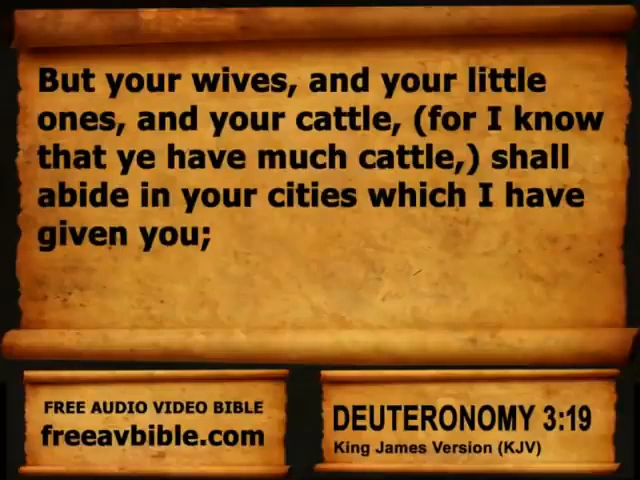 But your wives, and your little
ones, and your cattle, (for I know
that ye have much cattle,) shall
abide in your cities which I have
given you;
FREE AUDIO VIDEO BIBLE
freeavbible.com
DEUTERONOMY 3:19
King James Version (KJV)